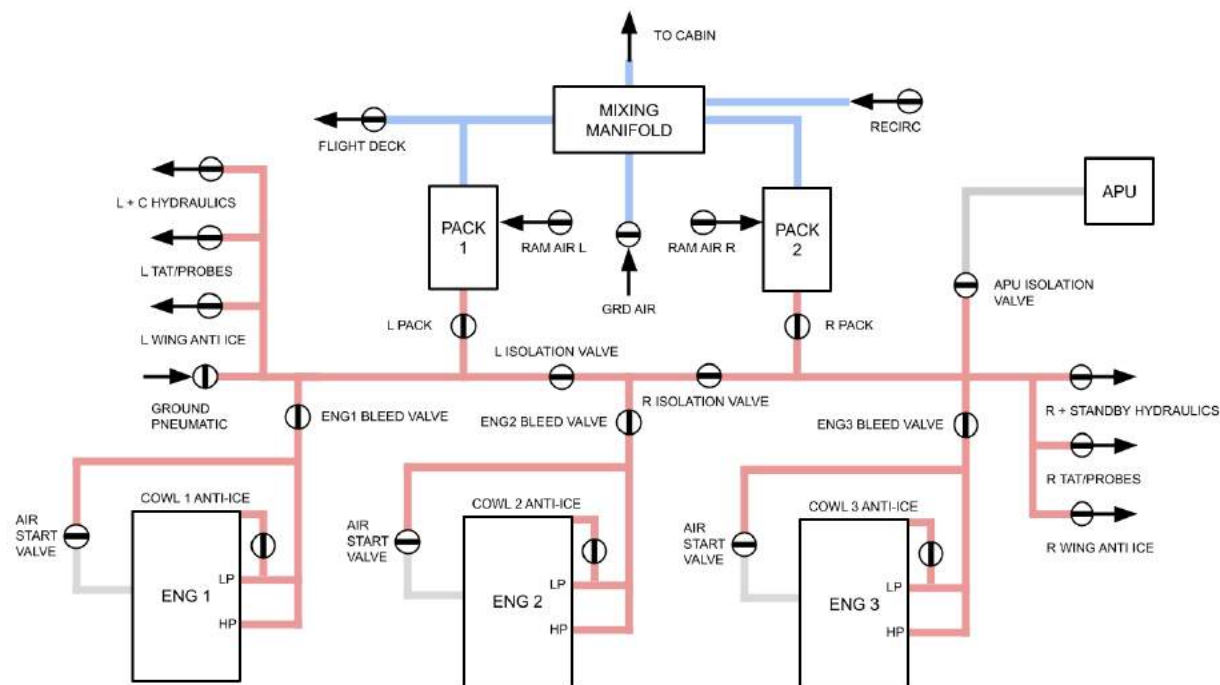 TO CABIN
MIXING
MANIFOLD
RECIRC
FLIGHT DECK
L + C HYDRAULICS
APU
PACK
1
RAM AIR L
RAM AIR R
PACK
2
L TAT/PROBES
GRD AIR
APU ISOLATION
VALVE
L WING ANTI ICE
L PACK
R PACK
L ISOLATION VALVE
GROUND
PNEUMATIC
ENG1 BLEED VALVE
R ISOLATION VALVE
ENG2 BLEED VALVE
ENG3 BLEED VALVE
R + STANDBY HYDRAULICS
R TAT/PROBES
COWL 1 ANTI-ICE
COWL 2 ANTI-ICE
COWL 3 ANTI-ICE
AIR
START
VALVE
AIR
START
VALVE
AIR
START
VALVE
R WING ANTI ICE
LP
ENG 1
HP
LP
ENG 2
HP
LP
ENG 3
HP